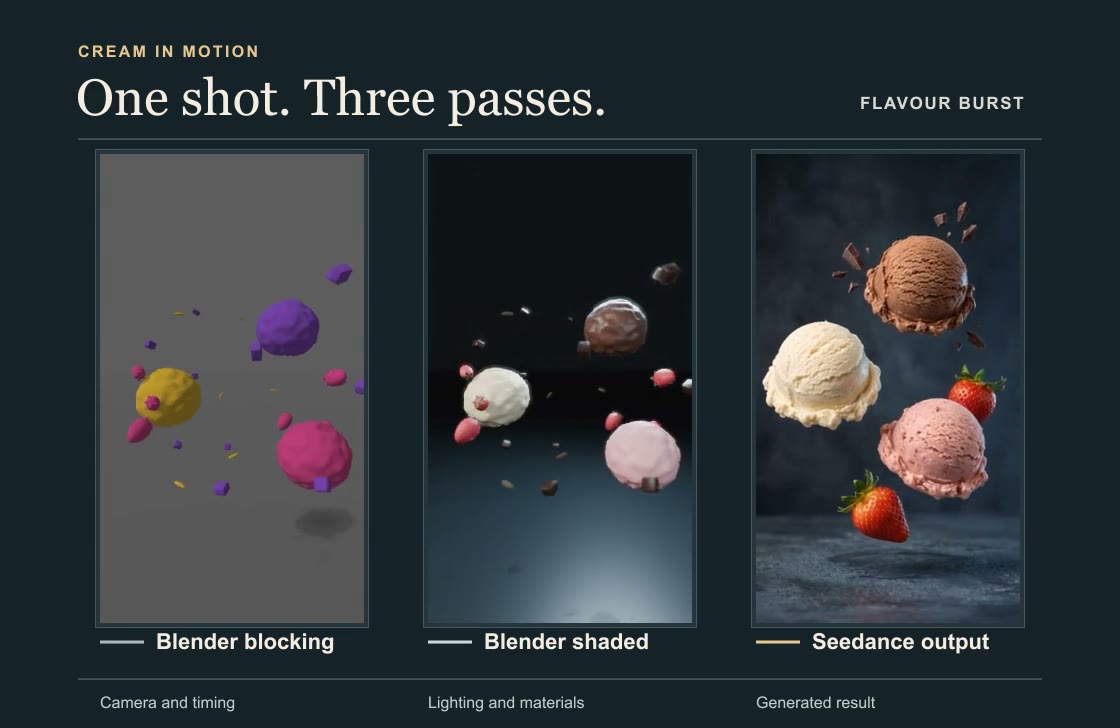 CREAM IN MOTION
One shot. Three passes.
FLAVOUR BURST
Blender blocking
Blender shaded
Seedance output
Camera and timing
Lighting and materials
Generated result